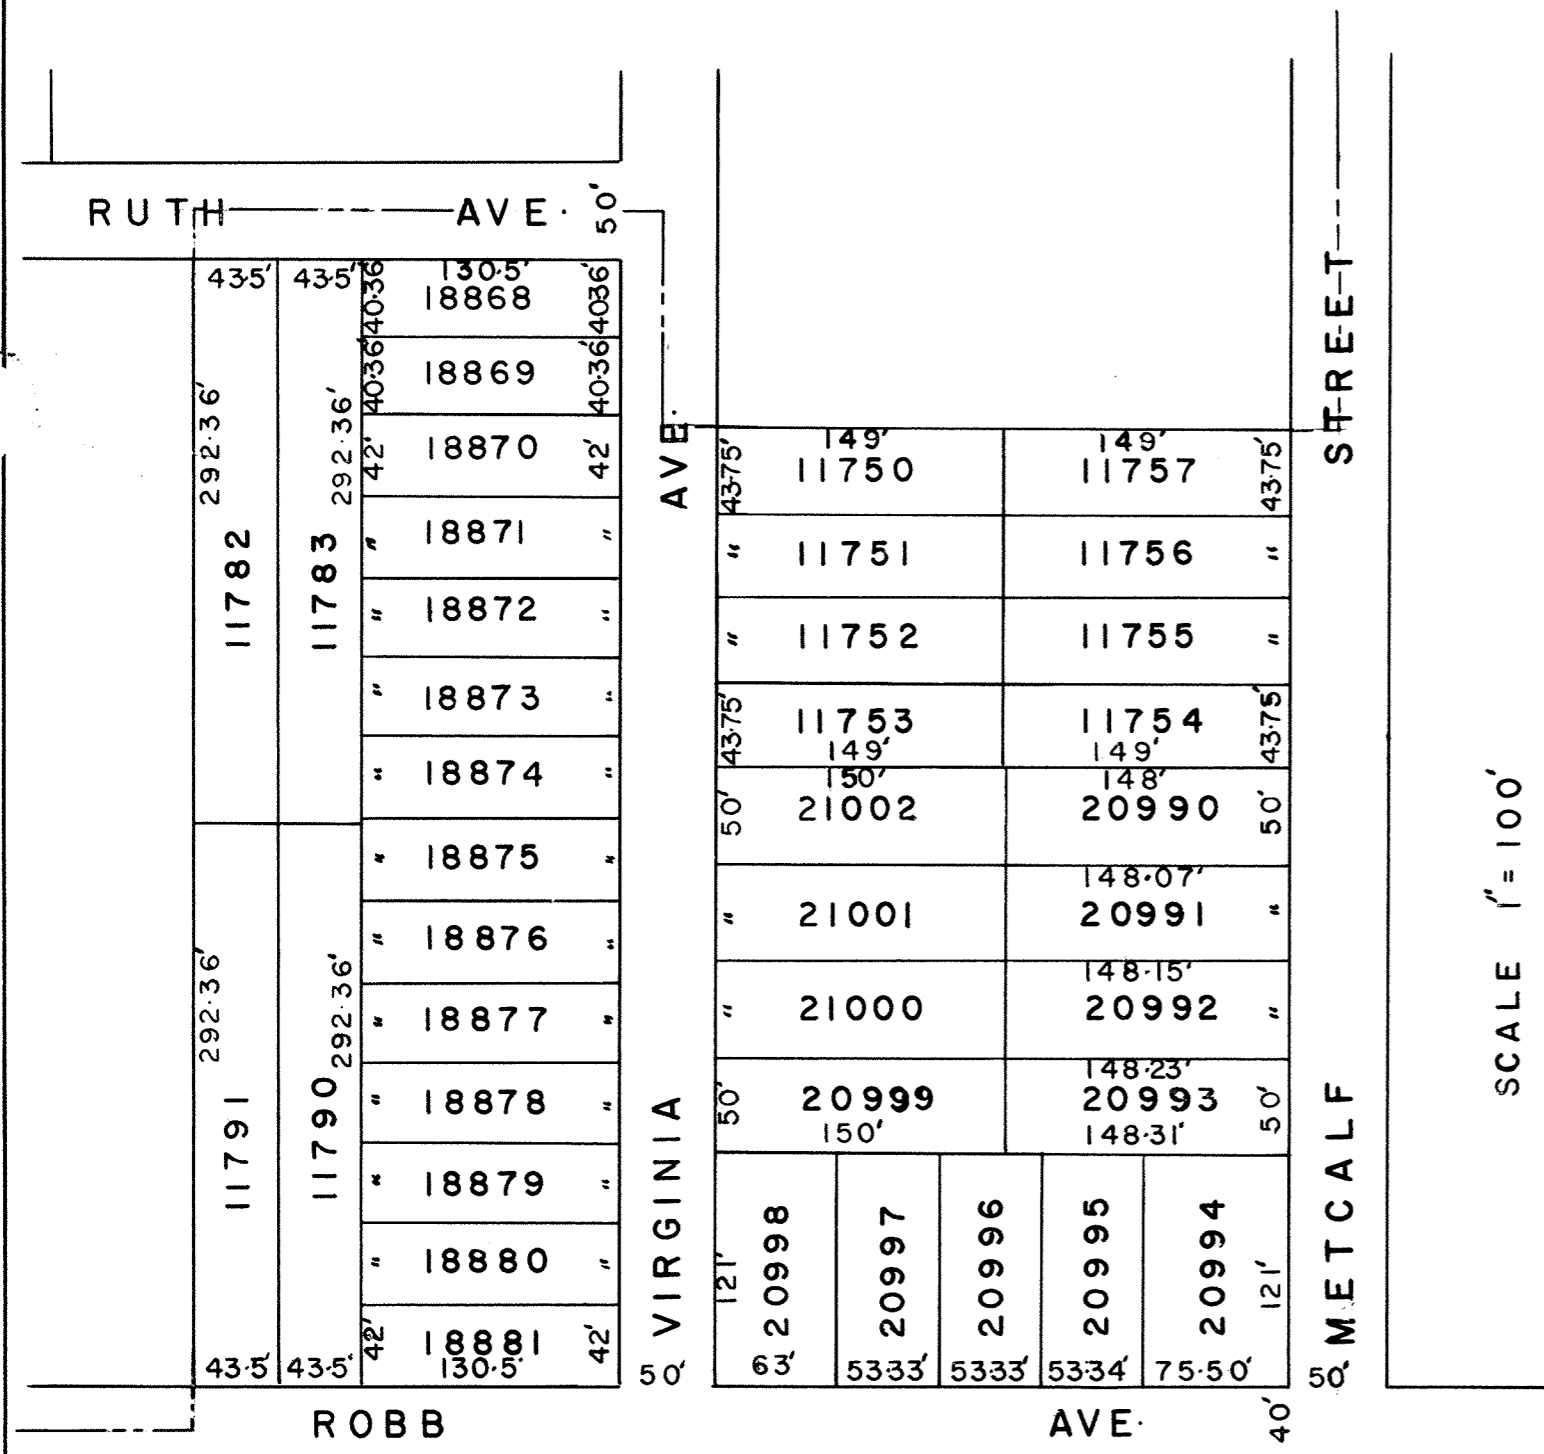 RUTH AVE. 50'
43.5' 43.5' 130.5'
40.36' 18868 40.36'
40.36' 18869 40.36'
42' 18870 42'
" 18871 "
" 18872 "
" 18873 "
" 18874 "
" 18875 "
" 18876 "
" 18877 "
" 18878 "
" 18879 "
" 18880 "
42' 18881 42'
43.5' 43.5' 130.5'
292.36'
11782
292.36'
11783
292.36'
11791
292.36'
11790
VIRGINIA AVE.
50'
149' 149'
43.75' 11750 11757 43.75'
" 11751 11756 "
" 11752 11755 "
43.75' 11753 11754 43.75'
149' 149'
150' 148'
50' 21002 20990 50'
148.07'
" 21001 20991 "
148.15'
" 21000 20992 "
148.23'
50' 20999 20993 50'
150' 148.31'
121' 20998 20997 20996 20995 20994 121'
63' 53.33' 53.33' 53.34' 75.50'
METCALF STREET
50'
ROBB AVE. 40'
SCALE 1" = 100'